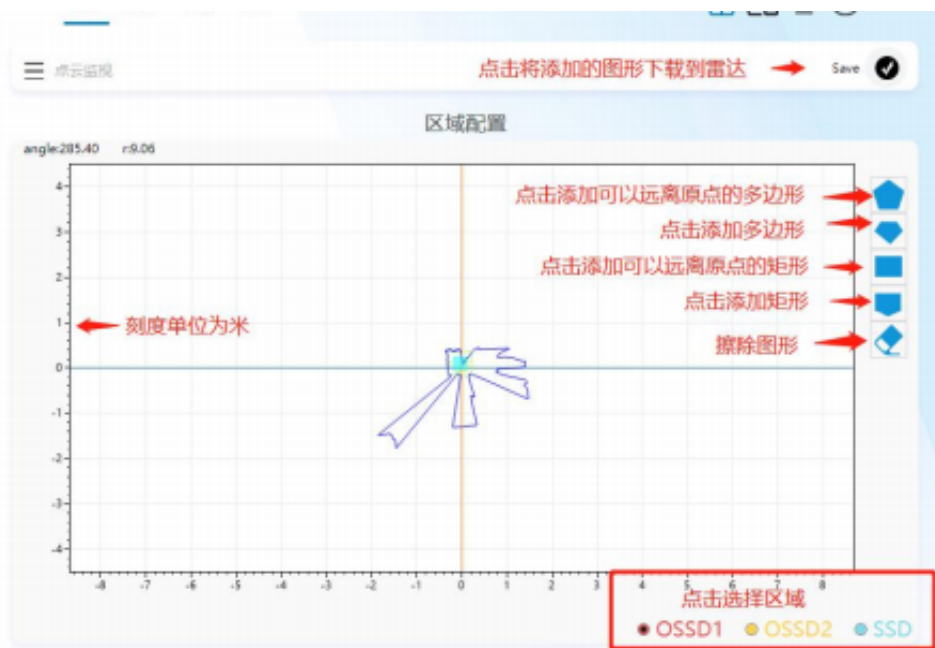 点云监视
点击将添加的图形下载到雷达
Save
区域配置
angle:285.40 r:9.06
点击添加可以远离原点的多边形
点击添加多边形
点击添加可以远离原点的矩形
点击添加矩形
擦除图形
刻度单位为米
4
3
2
1
0
-1
-2
-3
-4
-8 -7 -6 -5 -4 -3 -2 -1 0 1 2 3 4 5 6 7 8
点击选择区域
OSSD1 OSSD2 SSD